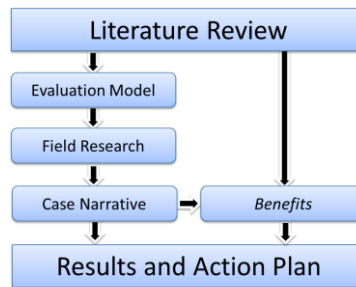 Literature Review
Evaluation Model
Field Research
Case Narrative
Benefits
Results and Action Plan